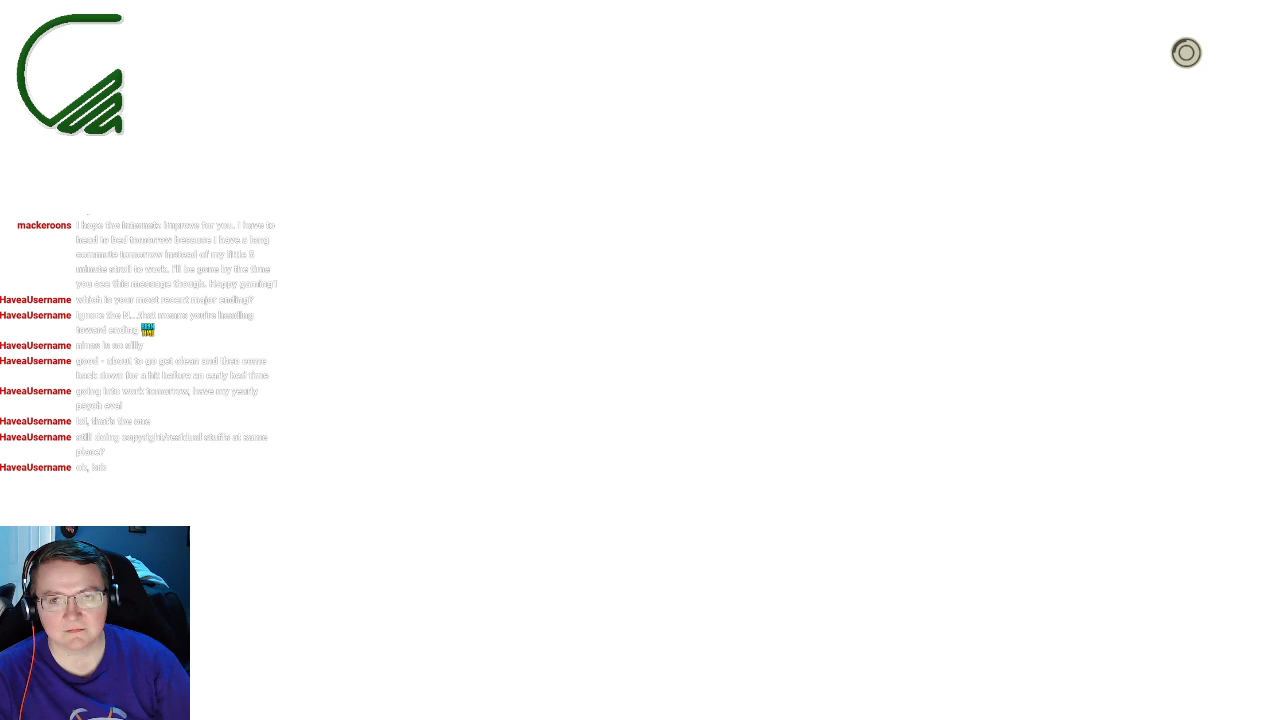 mackeroons I hope the internets improve for you. I have to
head to bed tomorrow because I have a long
commute tomorrow instead of my little 5
minute stroll to work. I'll be gone by the time
you see this message though. Happy gaming!!
HaveaUsername which is your most recent major ending?
HaveaUsername ignore the N....that means you're heading
toward ending
HaveaUsername nines is so silly
HaveaUsername good - about to go get clean and then come
back down for a bit before an early bed time
HaveaUsername going into work tomorrow, have my yearly
psych eval
HaveaUsername lol, that's the one
HaveaUsername still doing copyright/residual stuffs at same
place?
HaveaUsername ok, brb